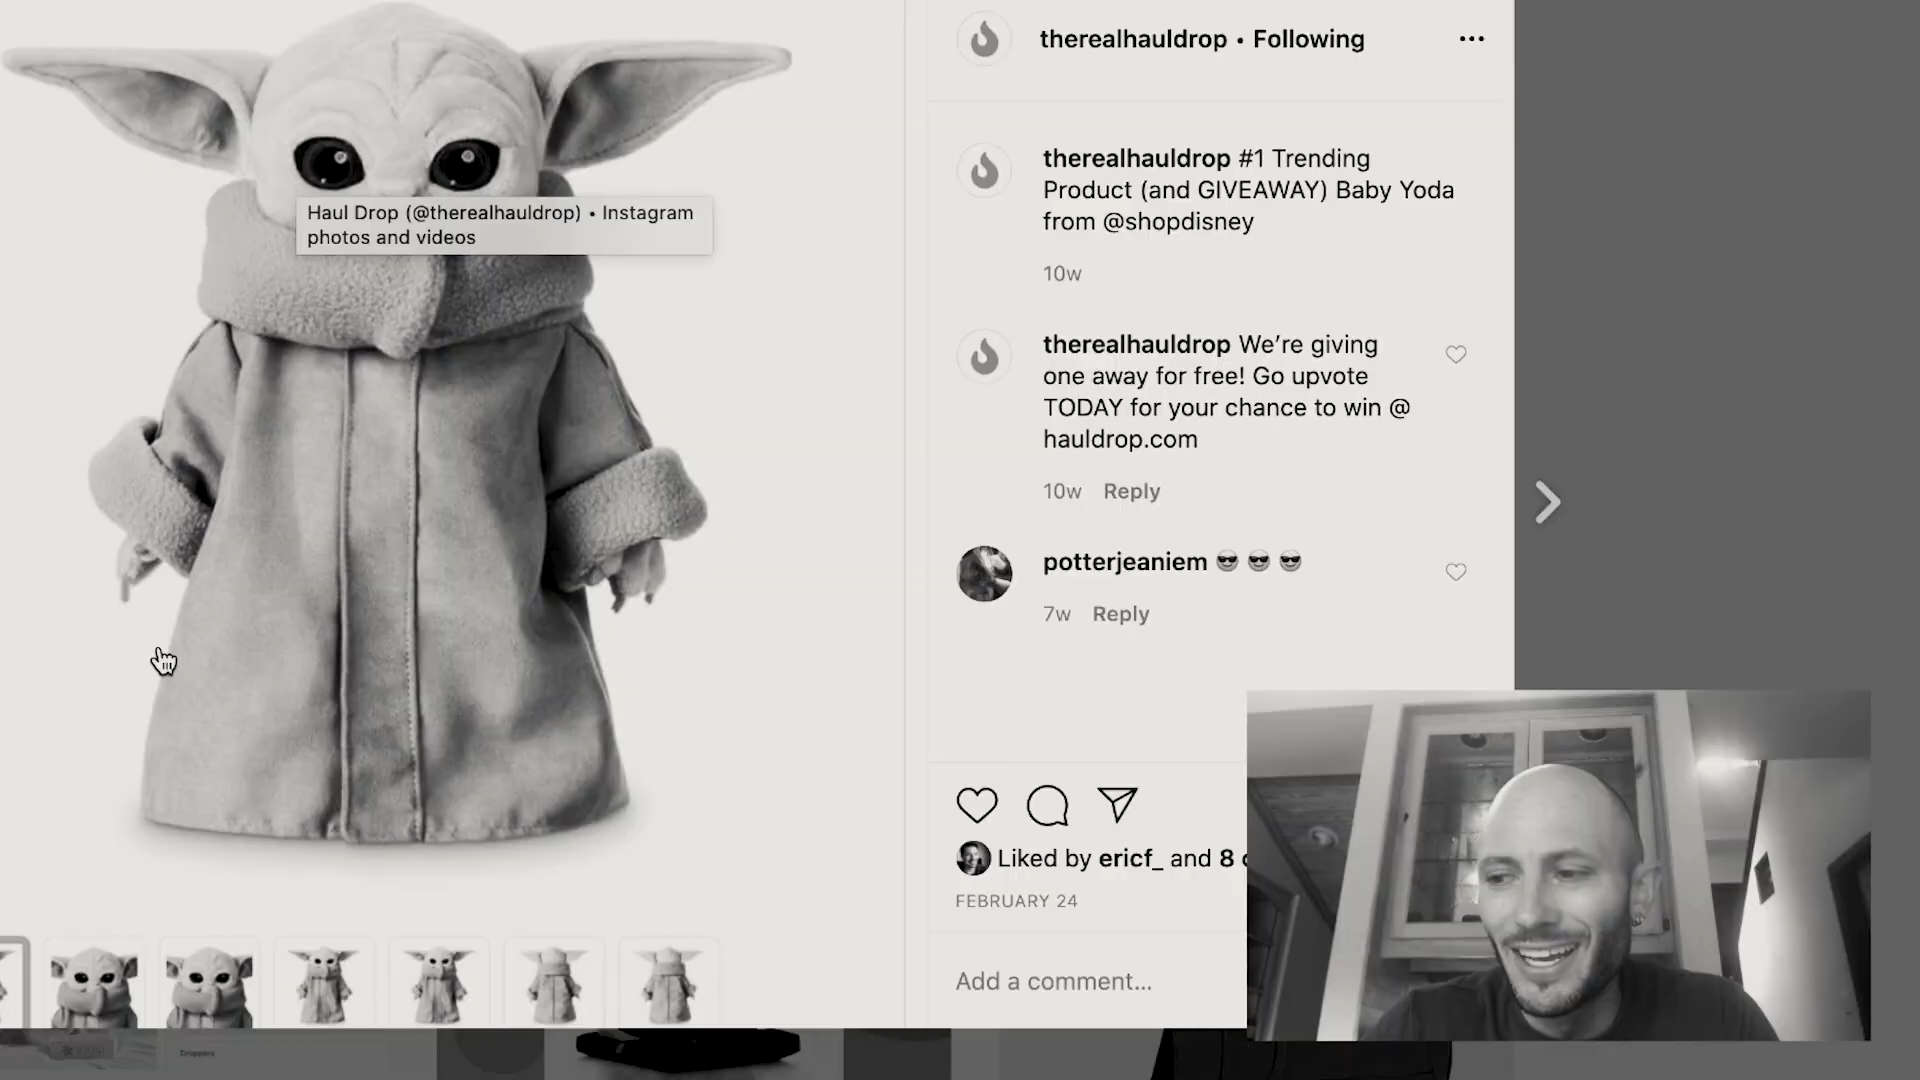 therealhauldrop • Following
therealhauldrop #1 Trending
Product (and GIVEAWAY) Baby Yoda
from @shopdisney
10w
Haul Drop (@therealhauldrop) • Instagram
photos and videos
therealhauldrop We’re giving
one away for free! Go upvote
TODAY for your chance to win @
hauldrop.com
10w Reply
potterjeaniem 😎 😎 😎
7w Reply
Liked by ericf_ and 8
FEBRUARY 24
Add a comment...
Droppers